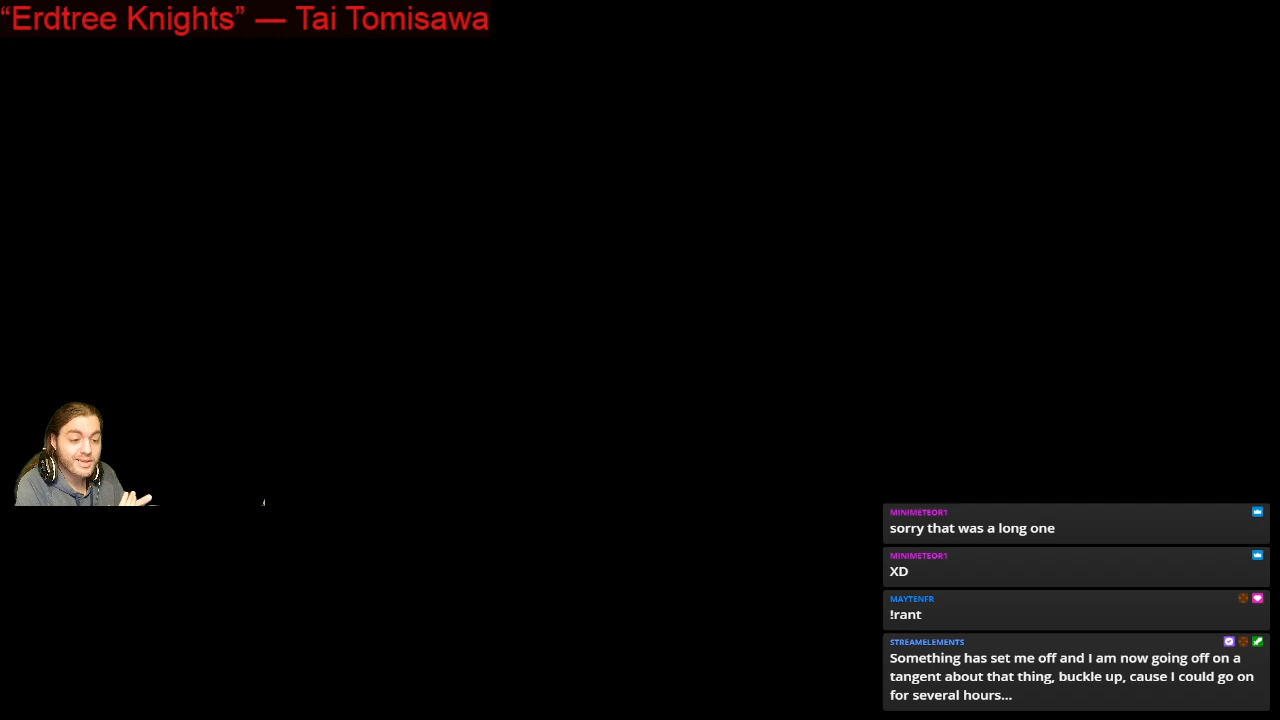 “Erdtree Knights” — Tai Tomisawa
MINIMETEOR1
sorry that was a long one
MINIMETEOR1
XD
MAYTENFR
!rant
STREAMELEMENTS
Something has set me off and I am now going off on a
tangent about that thing, buckle up, cause I could go on
for several hours...